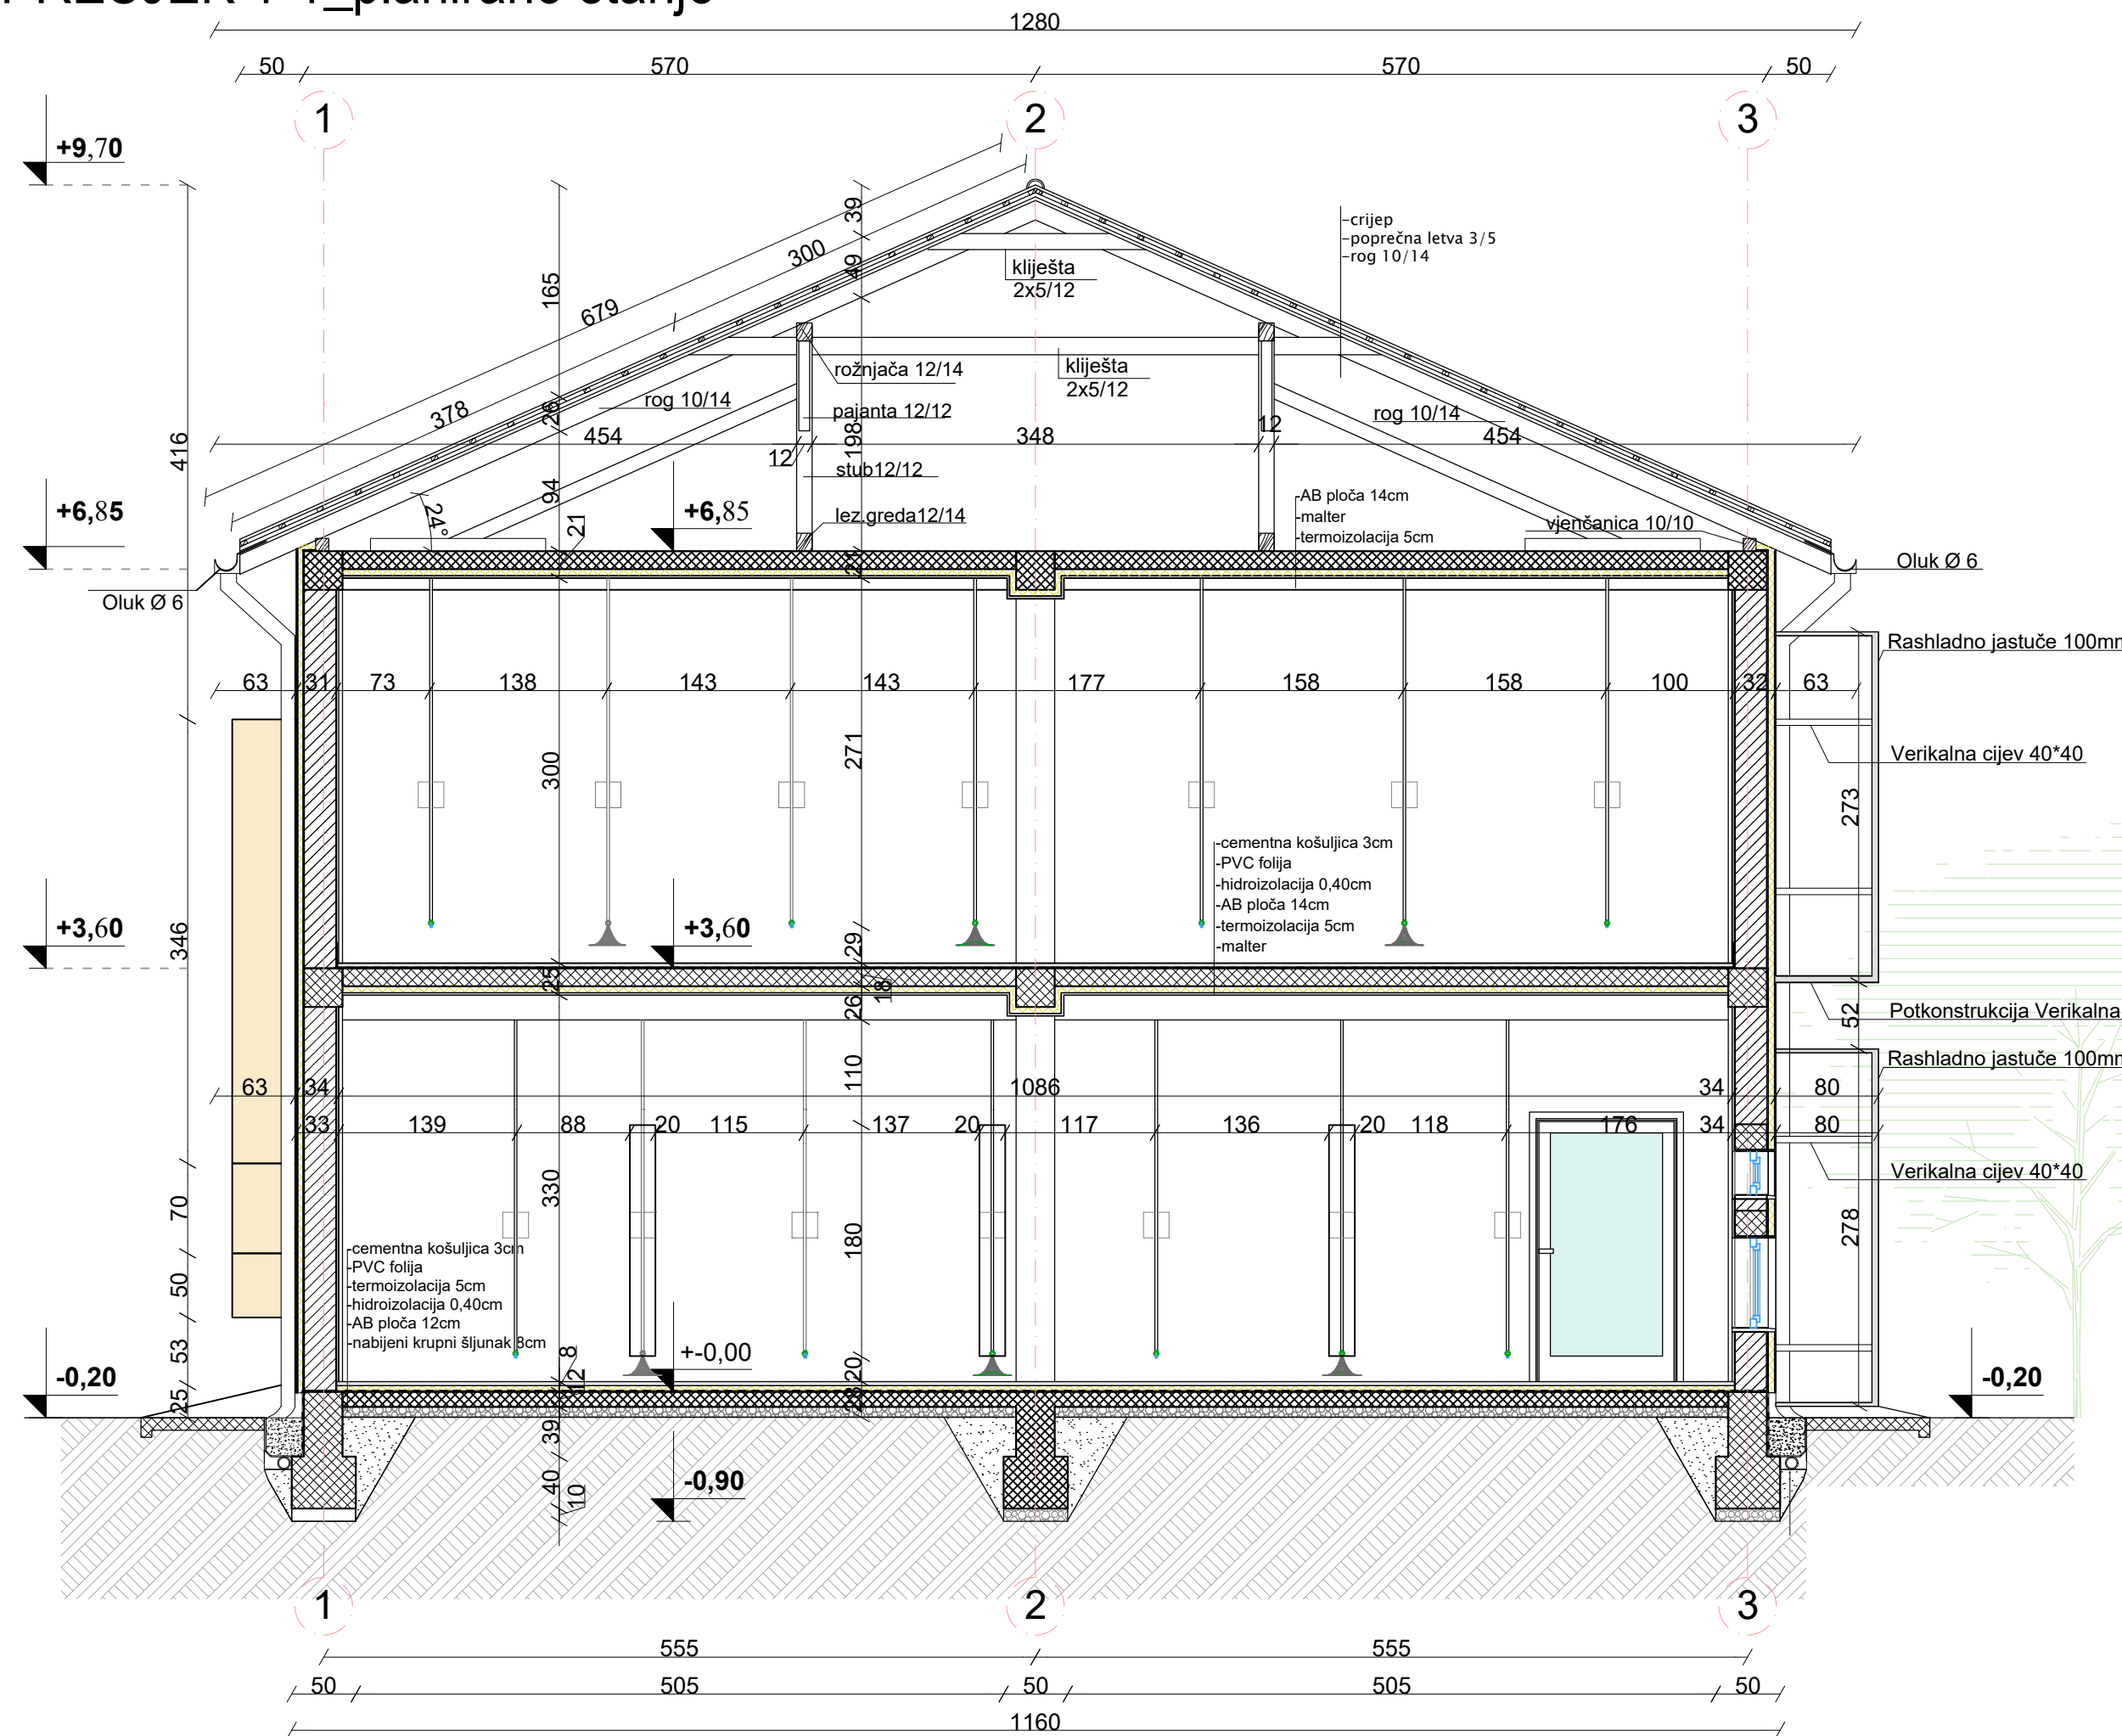 1280
50 570 570 50
1 2 3
+9,70
39
-crijep
-poprečna letva 3/5
-rog 10/14
300
49
165
kliješta
2x5/12
679
rožnjača 12/14
kliješta
2x5/12
378
26
rog 10/14
pajanta 12/12
rog 10/14
416
454
12
198
348
12
454
stub12/12
94
+6,85
24°
21
+6,85
lez.greda12/14
-AB ploča 14cm
-malter
-termoizolacija 5cm
vjenčanica 10/10
21
Oluk Ø 6
Oluk Ø 6
Rashladno jastuče 100mm
63 31 73 138 143 143 177 158 158 100 32 63
300
271
Verikalna cijev 40*40
273
-cementna košuljica 3cm
-PVC folija
-hidroizolacija 0,40cm
-AB ploča 14cm
-termoizolacija 5cm
-malter
346
+3,60
+3,60
29
25
18
26
52
Potkonstrukcija Verikalna
Rashladno jastuče 100mm
110
63 34 1086 34 80
33 139 88 20 115 137 20 117 136 20 118 176 34 80
Verikalna cijev 40*40
70
330
180
278
-cementna košuljica 3cm
-PVC folija
-termoizolacija 5cm
-hidroizolacija 0,40cm
-AB ploča 12cm
-nabijeni krupni šljunak 8cm
50
53
8
+-0,00
12
20
-0,20
-0,20
25
28
39
40
10
-0,90
1 2 3
555 555
50 505 50 505 50
1160